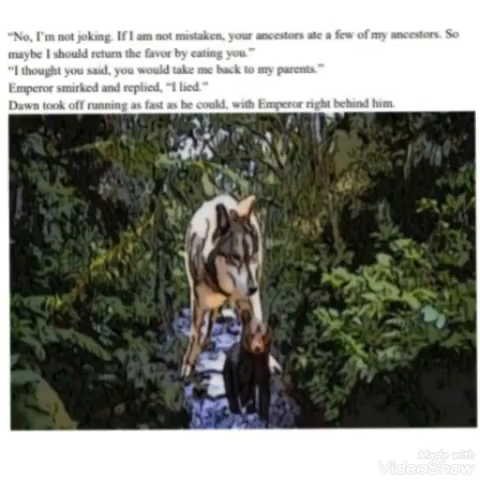 "No, I'm not joking. If I am not mistaken, your ancestors ate a few of my ancestors. So
maybe I should return the favor by eating you."
"I thought you said, you would take me back to my parents."
Emperor smirked and replied, "I lied."
Dawn took off running as fast as he could, with Emperor right behind him.
Made with
VideoShow